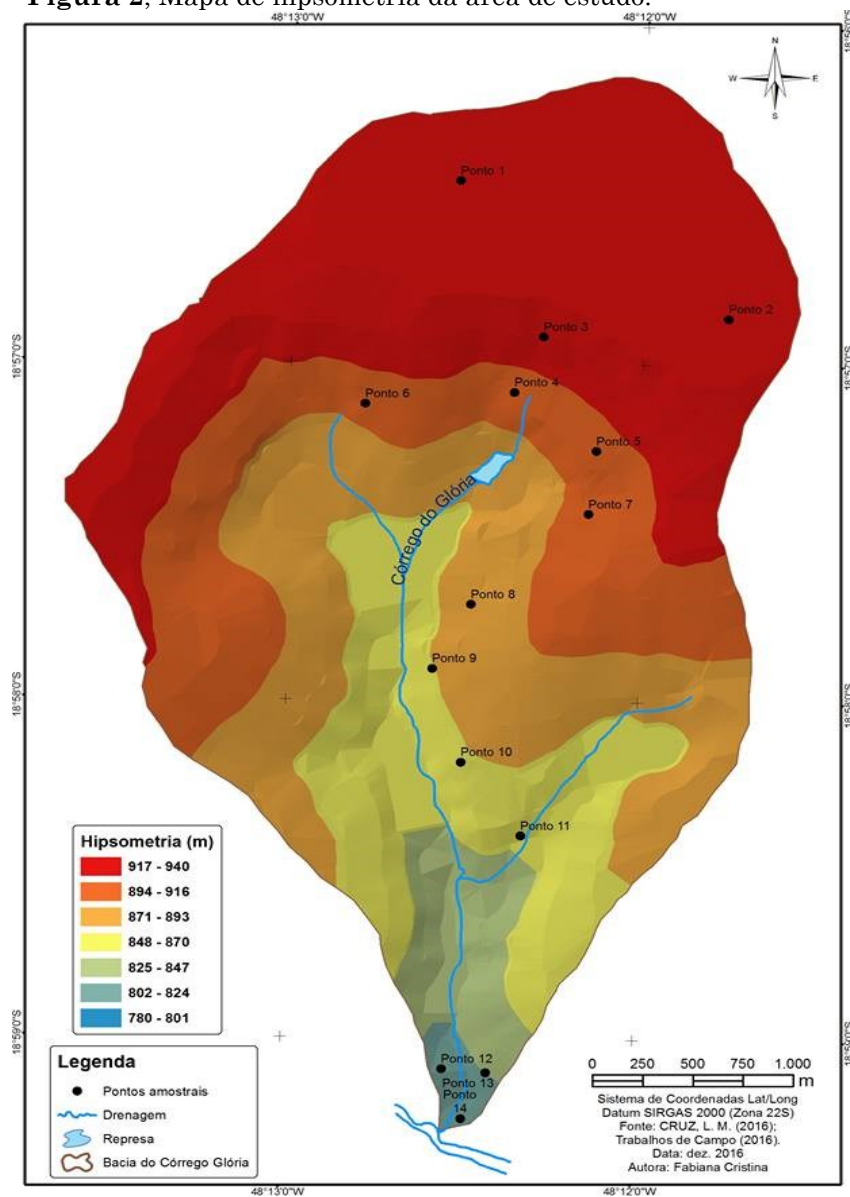 Figura 2, Mapa de hipsometria da área de estudo.
48°13'0"W
48°12'0"W
18°56'0"S
N
W
E
S
Ponto 1
Ponto 2
Ponto 3
18°57'0"S
18°57'0"S
Ponto 4
Ponto 6
Ponto 5
Ponto 7
Córrego do Glória
Ponto 8
Ponto 9
18°58'0"S
18°58'0"S
Ponto 10
Ponto 11
Hipsometria (m)
917 - 940
894 - 916
871 - 893
848 - 870
825 - 847
802 - 824
780 - 801
18°59'0"S
18°59'0"S
Ponto 12
Ponto 13
Ponto
14
Legenda
Pontos amostrais
Drenagem
Represa
Bacia do Córrego Glória
0 250 500 750 1.000
m
Sistema de Coordenadas Lat/Long
Datum SIRGAS 2000 (Zona 22S)
Fonte: CRUZ, L. M. (2016);
Trabalhos de Campo (2016).
Data: dez. 2016
Autora: Fabiana Cristina
48°13'0"W
48°12'0"W